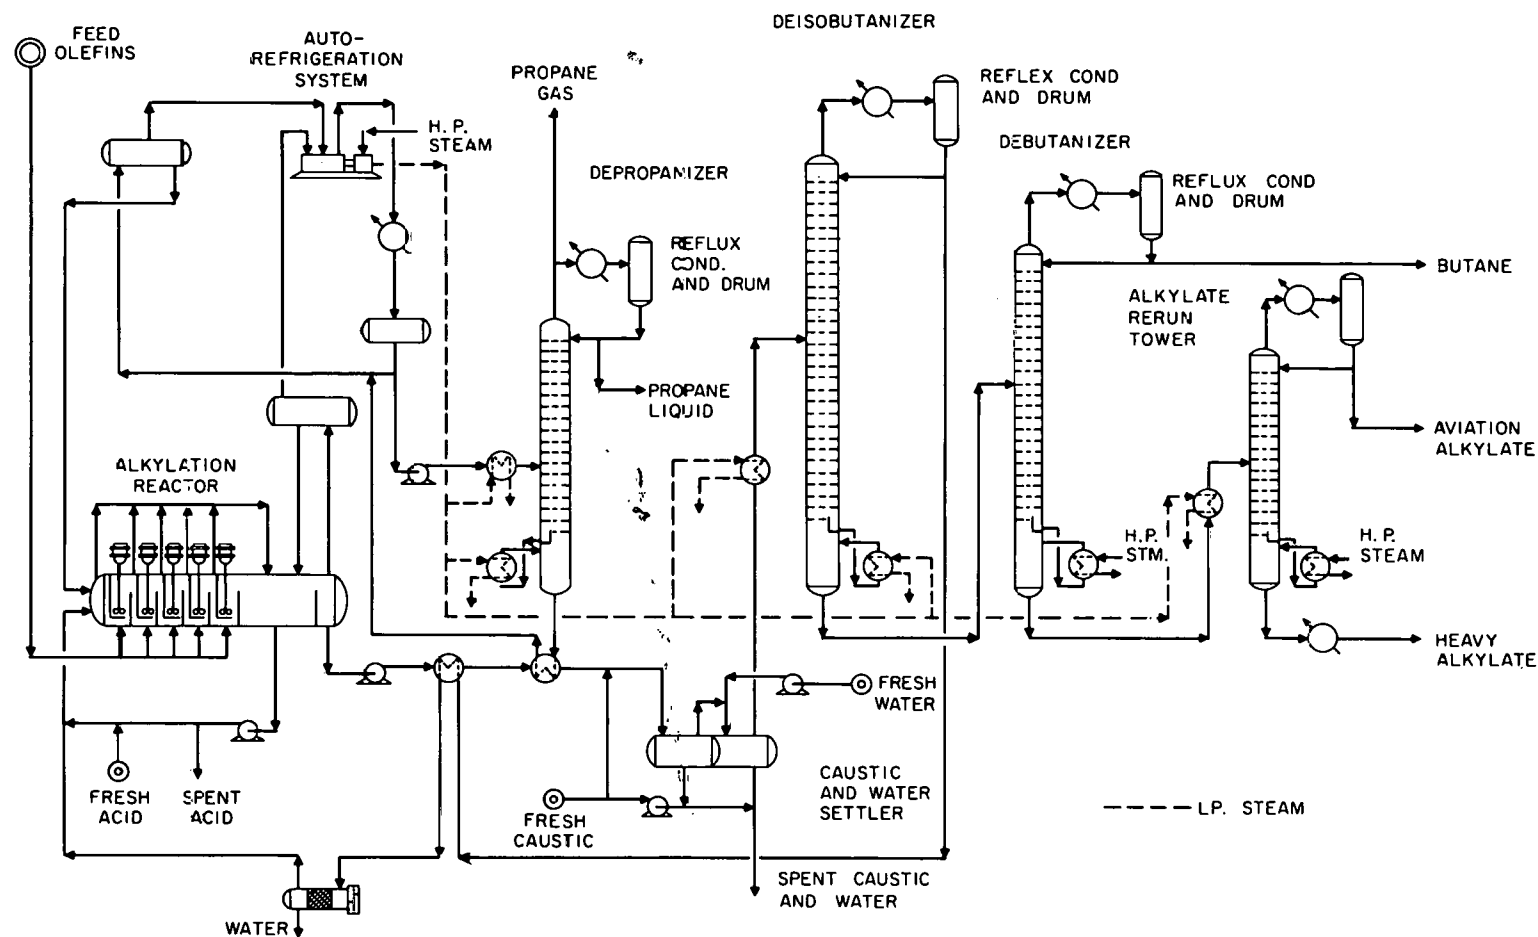 FEED
OLEFINS
AUTO-
REFRIGERATION
SYSTEM
H. P.
STEAM
PROPANE
GAS
DEPROPANIZER
REFLUX
COND.
AND DRUM
PROPANE
LIQUID
DEISOBUTANIZER
REFLEX COND
AND DRUM
DEBUTANIZER
REFLUX COND
AND DRUM
BUTANE
ALKYLATE
RERUN
TOWER
AVIATION
ALKYLATE
ALKYLATION
REACTOR
H.P.
STM.
H. P.
STEAM
HEAVY
ALKYLATE
FRESH
WATER
FRESH
ACID
SPENT
ACID
FRESH
CAUSTIC
CAUSTIC
AND WATER
SETTLER
LP. STEAM
SPENT CAUSTIC
AND WATER
WATER